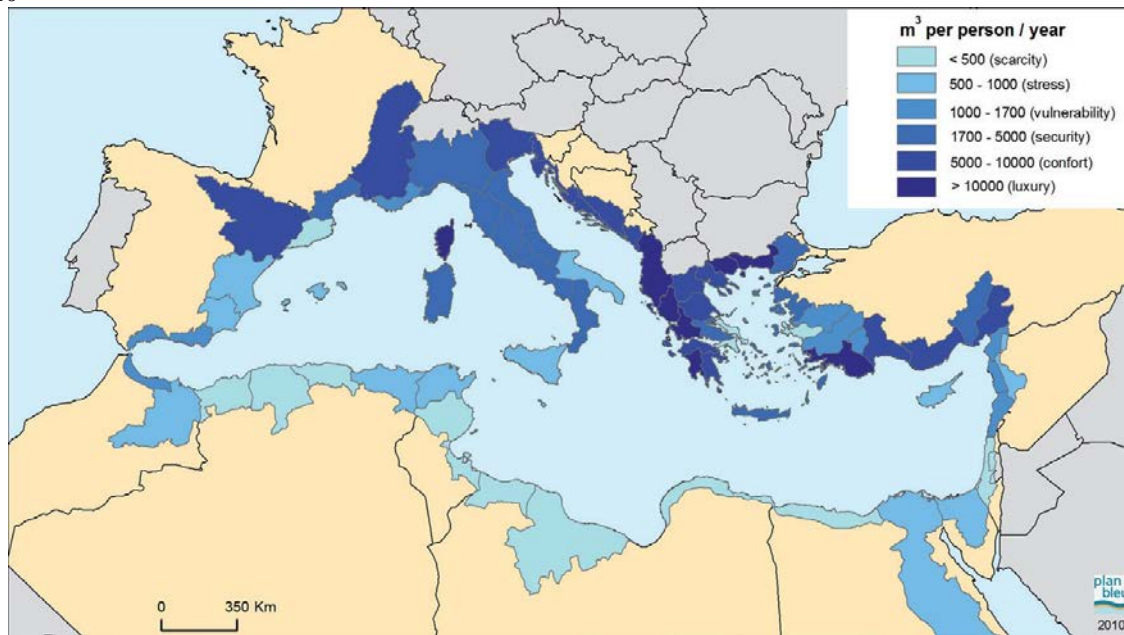 m³ per person / year
< 500 (scarcity)
500 - 1000 (stress)
1000 - 1700 (vulnerability)
1700 - 5000 (security)
5000 - 10000 (confort)
> 10000 (luxury)
0 350 Km
plan
bleu
2010